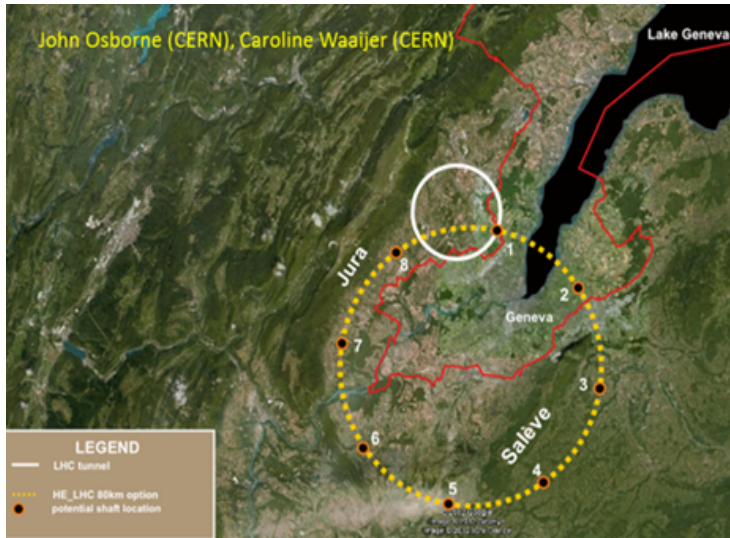 John Osborne (CERN), Caroline Waaijer (CERN)
Lake Geneva
1
8
Jura
2
Geneva
7
3
Salève
6
4
5
LEGEND
LHC tunnel
HE_LHC 80km option
potential shaft location